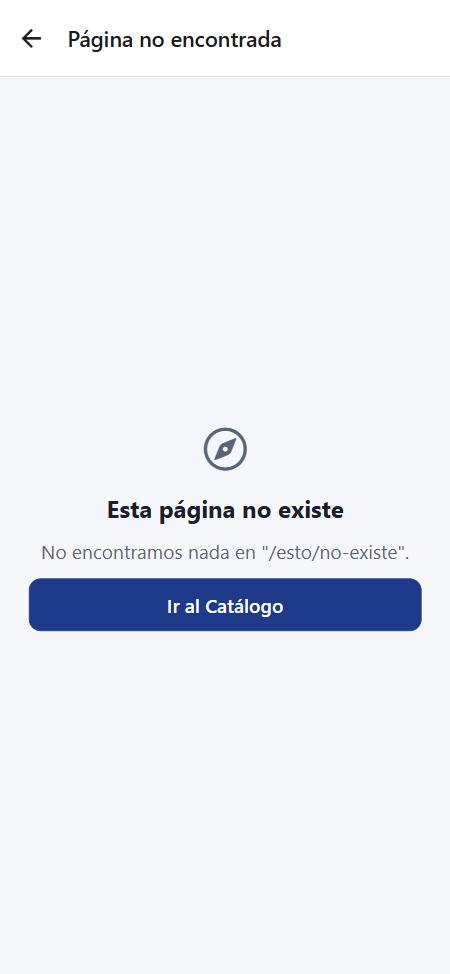 Página no encontrada
Esta página no existe
No encontramos nada en "/esto/no-existe".
Ir al Catálogo